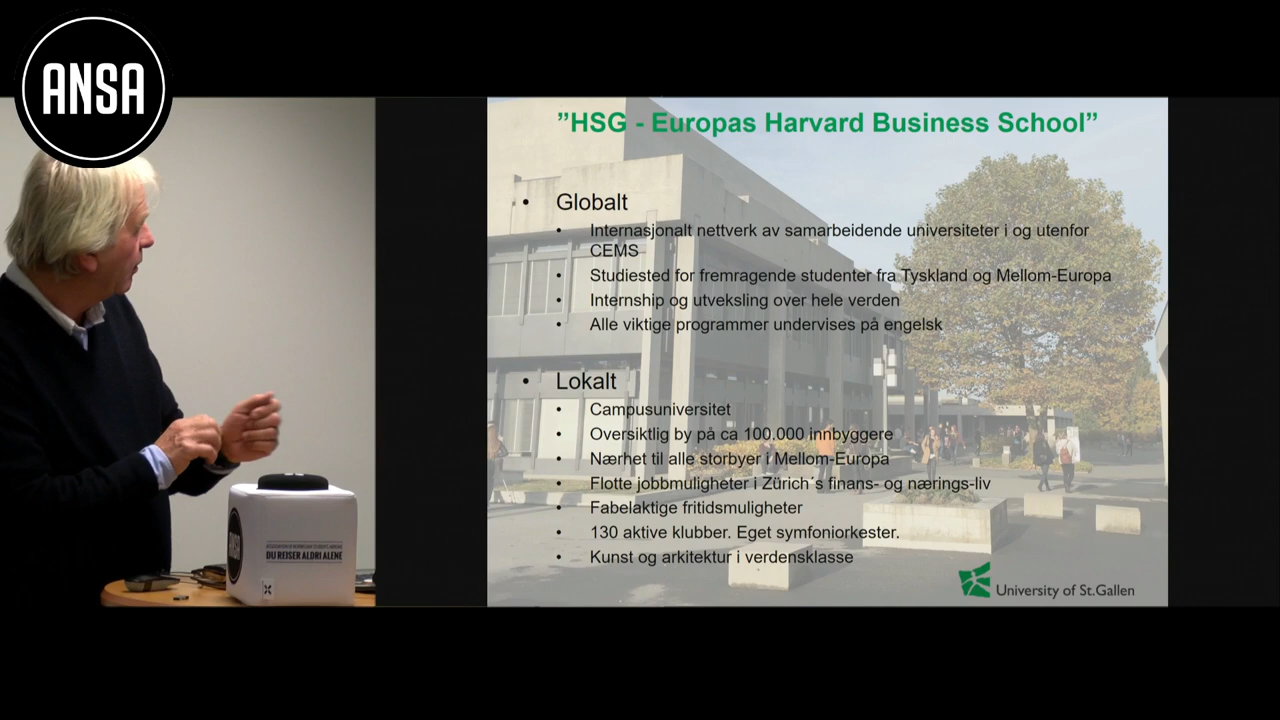 ANSA
”HSG - Europas Harvard Business School”
• Globalt
• Internasjonalt nettverk av samarbeidende universiteter i og utenfor
CEMS
• Studiested for fremragende studenter fra Tyskland og Mellom-Europa
• Internship og utveksling over hele verden
• Alle viktige programmer undervises på engelsk
• Lokalt
• Campusuniversitet
• Oversiktlig by på ca 100.000 innbyggere
• Nærhet til alle storbyer i Mellom-Europa
• Flotte jobbmuligheter i Zürich´s finans- og nærings-liv
• Fabelaktige fritidsmuligheter
• 130 aktive klubber. Eget symfoniorkester.
• Kunst og arkitektur i verdensklasse
University of St.Gallen
ANSA
DU REISER ALDRI ALENE